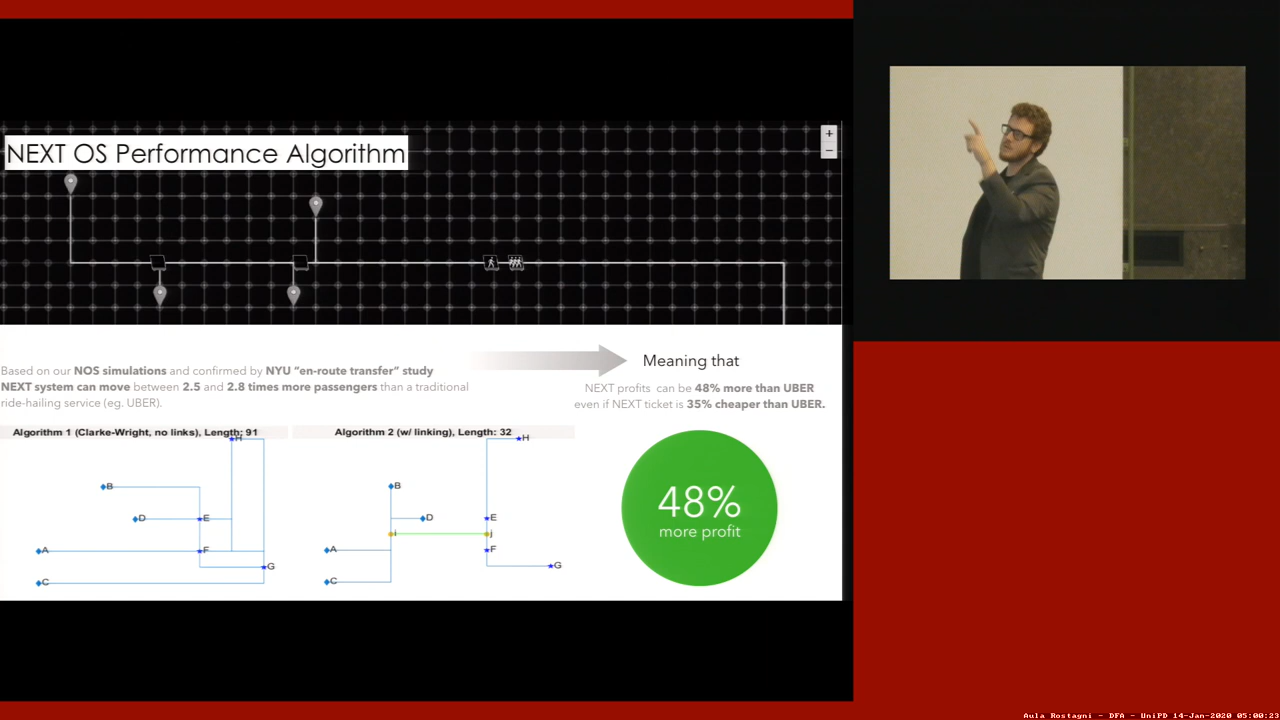 NEXT OS Performance Algorithm
+
−
Based on our NOS simulations and confirmed by NYU "en-route transfer" study
NEXT system can move between 2.5 and 2.8 times more passengers than a traditional
ride-hailing service (eg. UBER).
Meaning that
NEXT profits can be 48% more than UBER
even if NEXT ticket is 35% cheaper than UBER.
Algorithm 1 (Clarke-Wright, no links), Length: 91
H
B
D
E
A
F
G
C
Algorithm 2 (w/ linking), Length: 32
H
B
D
E
i
j
A
F
G
C
48%
more profit
Aula Rostagni - DFA - UniPD 14-Jan-2020 05:00:23